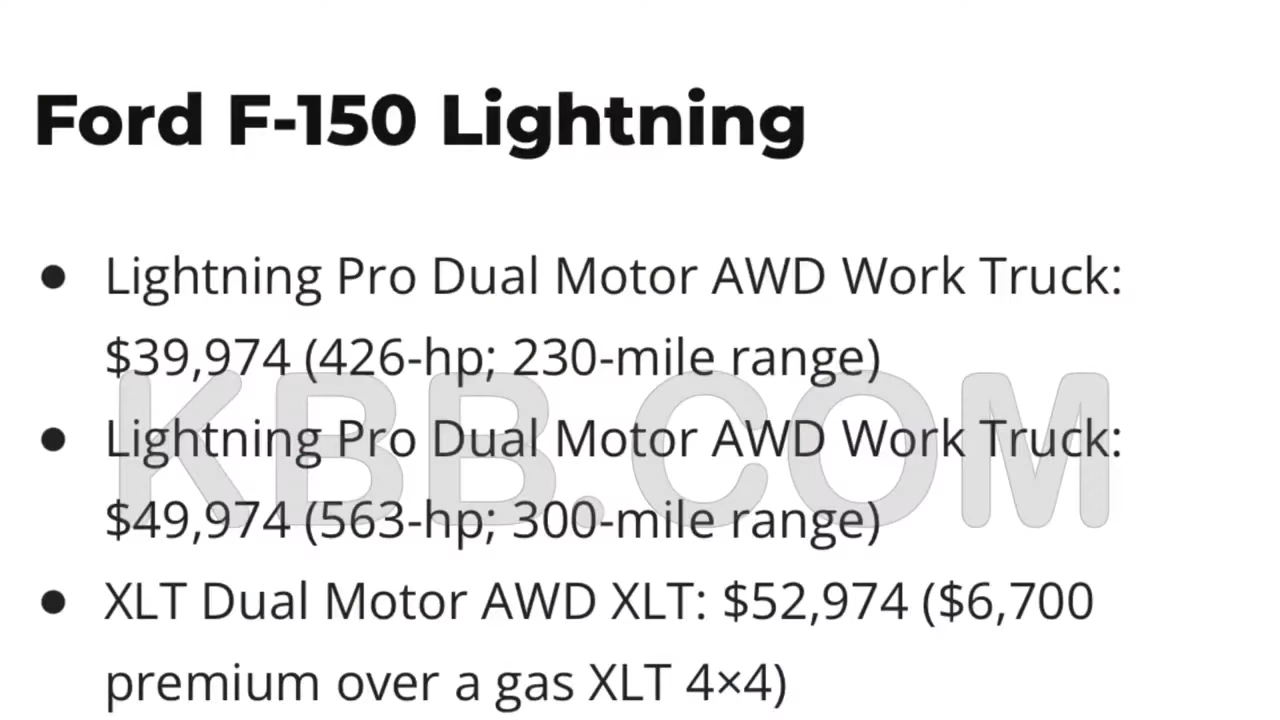 Ford F-150 Lightning
● Lightning Pro Dual Motor AWD Work Truck:
$39,974 (426-hp; 230-mile range)
● Lightning Pro Dual Motor AWD Work Truck:
$49,974 (563-hp; 300-mile range)
● XLT Dual Motor AWD XLT: $52,974 ($6,700
premium over a gas XLT 4×4)
KBB.COM